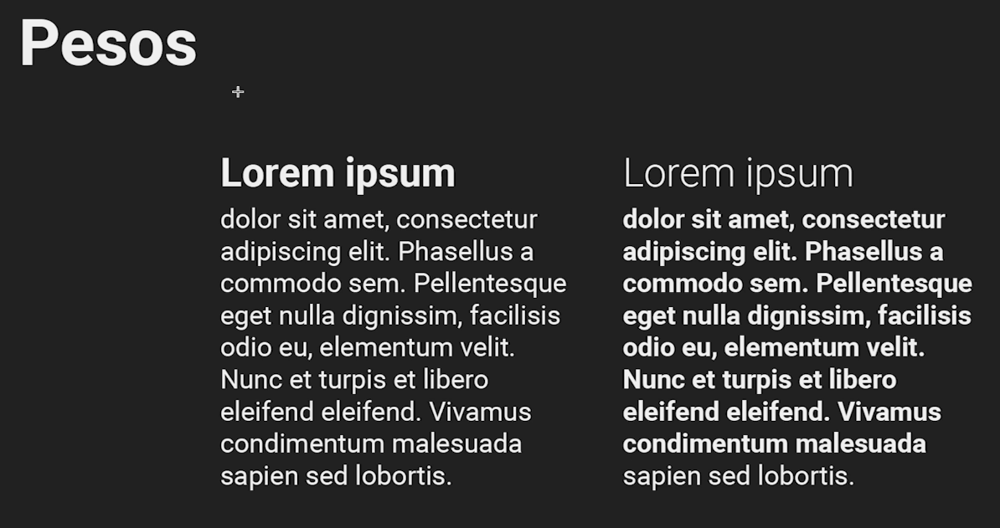 Pesos
Lorem ipsum
dolor sit amet, consectetur
adipiscing elit. Phasellus a
commodo sem. Pellentesque
eget nulla dignissim, facilisis
odio eu, elementum velit.
Nunc et turpis et libero
eleifend eleifend. Vivamus
condimentum malesuada
sapien sed lobortis.
Lorem ipsum
dolor sit amet, consectetur
adipiscing elit. Phasellus a
commodo sem. Pellentesque
eget nulla dignissim, facilisis
odio eu, elementum velit.
Nunc et turpis et libero
eleifend eleifend. Vivamus
condimentum malesuada
sapien sed lobortis.